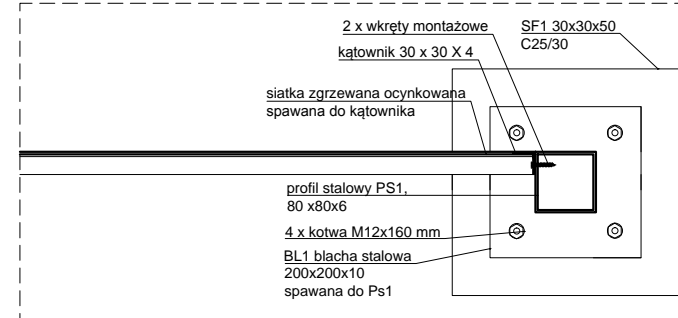 2 x wkręty montażowe
SF1 30x30x50
C25/30
kątownik 30 x 30 X 4
siatka zgrzewana ocynkowana
spawana do kątownika
profil stalowy PS1,
80 x80x6
4 x kotwa M12x160 mm
BL1 blacha stalowa
200x200x10
spawana do Ps1